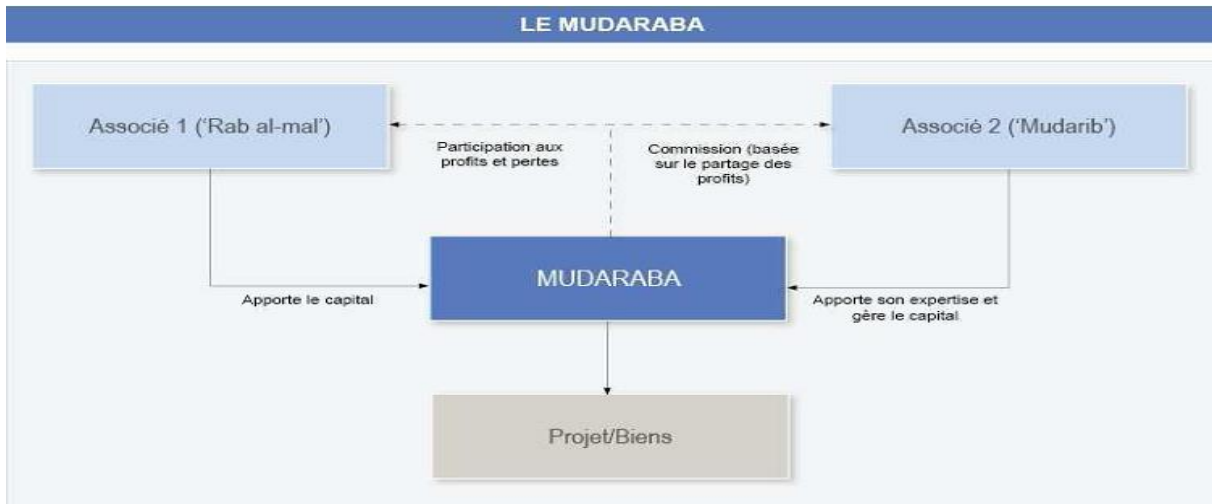 LE MUDARABA
Associé 1 (‘Rab al-mal’)
Associé 2 (‘Mudarib’)
Participation aux
profits et pertes
Commission (basée
sur le partage des
profits)
MUDARABA
Apporte le capital
Apporte son expertise et
gère le capital
Projet/Biens